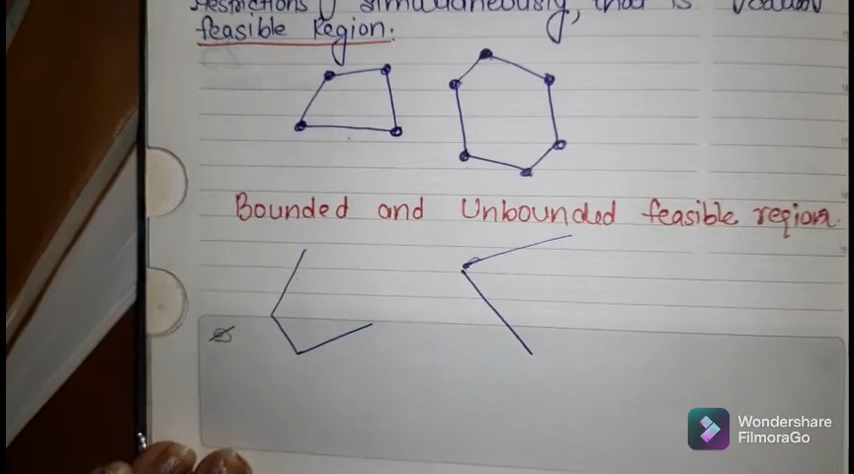 Restrictions simultaneously, that is
feasible Region.
Bounded and Unbounded feasible region.
Wondershare
FilmoraGo